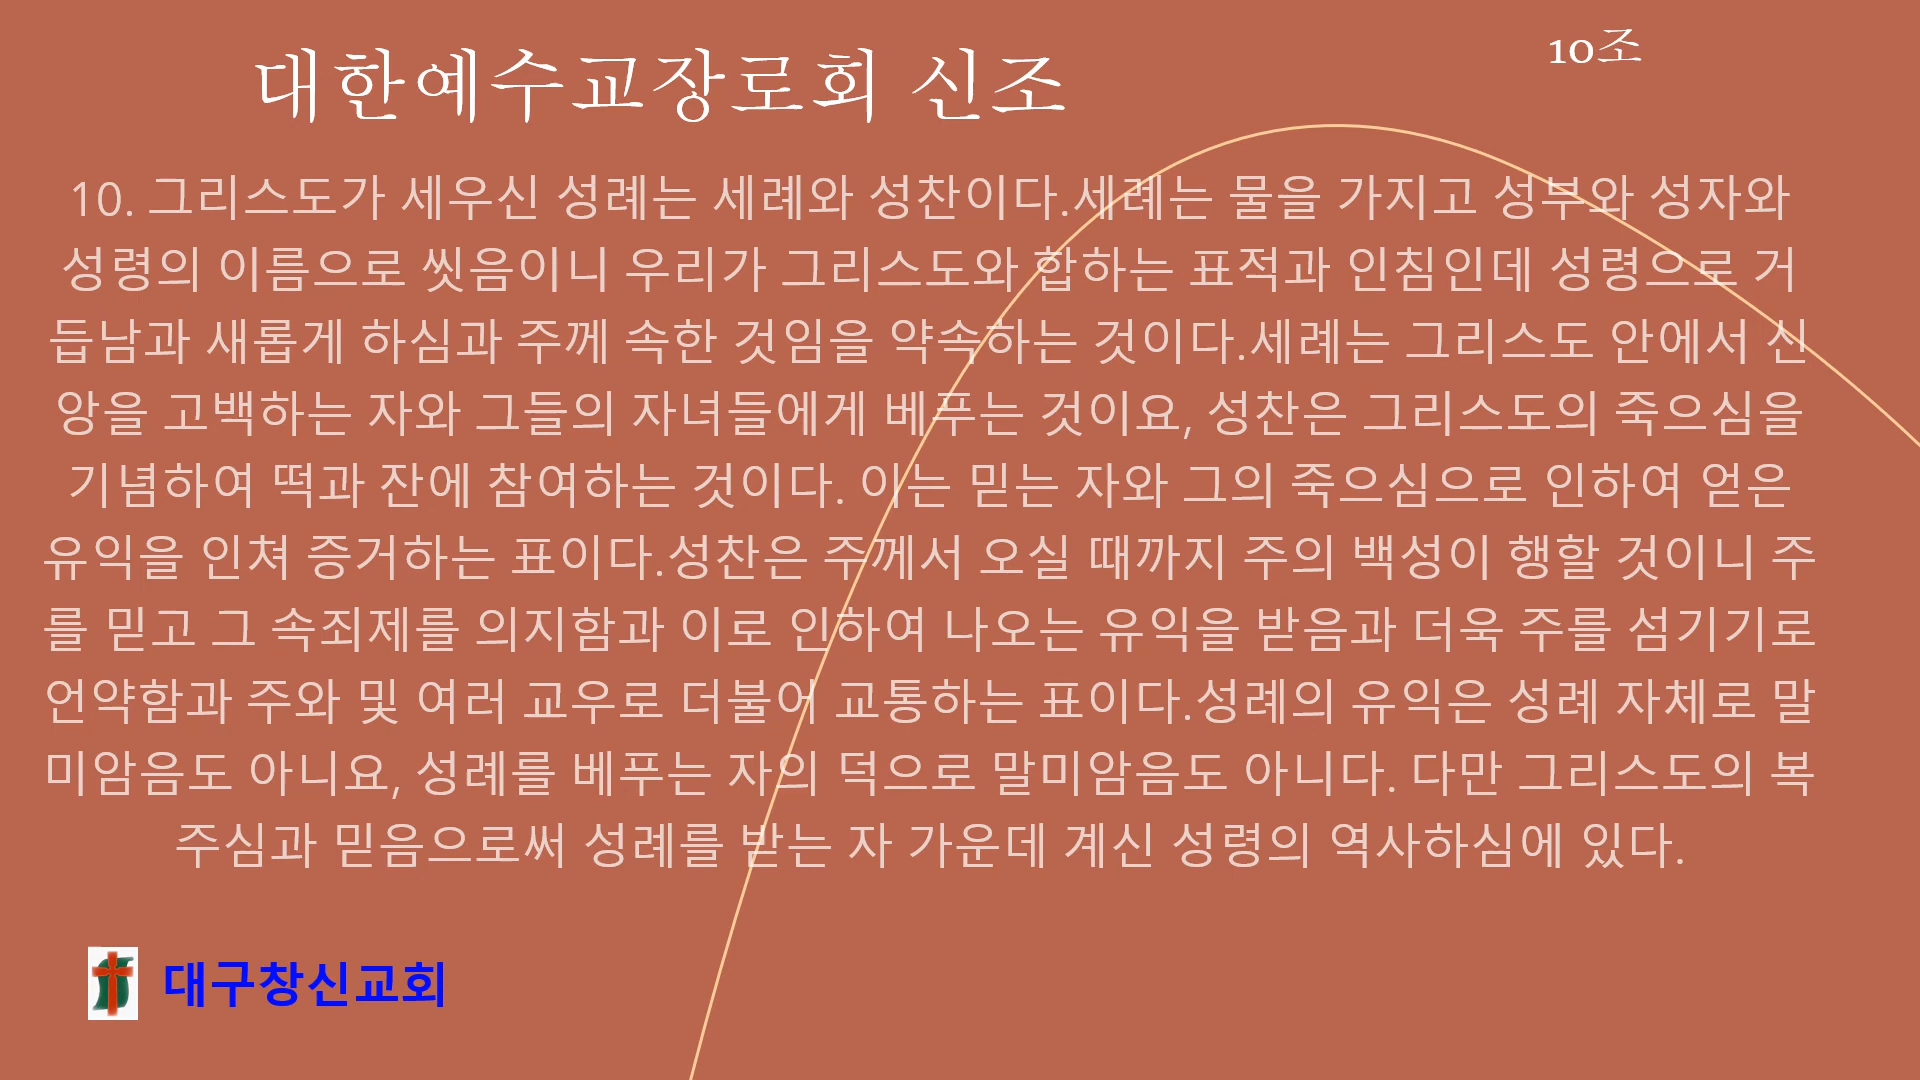 대한예수교장로회 신조
10조
10. 그리스도가 세우신 성례는 세례와 성찬이다.세례는 물을 가지고 성부와 성자와
성령의 이름으로 씻음이니 우리가 그리스도와 합하는 표적과 인침인데 성령으로 거
듭남과 새롭게 하심과 주께 속한 것임을 약속하는 것이다.세례는 그리스도 안에서 신
앙을 고백하는 자와 그들의 자녀들에게 베푸는 것이요, 성찬은 그리스도의 죽으심을
기념하여 떡과 잔에 참여하는 것이다. 이는 믿는 자와 그의 죽으심으로 인하여 얻은
유익을 인쳐 증거하는 표이다.성찬은 주께서 오실 때까지 주의 백성이 행할 것이니 주
를 믿고 그 속죄제를 의지함과 이로 인하여 나오는 유익을 받음과 더욱 주를 섬기기로
언약함과 주와 및 여러 교우로 더불어 교통하는 표이다.성례의 유익은 성례 자체로 말
미암음도 아니요, 성례를 베푸는 자의 덕으로 말미암음도 아니다. 다만 그리스도의 복
주심과 믿음으로써 성례를 받는 자 가운데 계신 성령의 역사하심에 있다.
대구창신교회